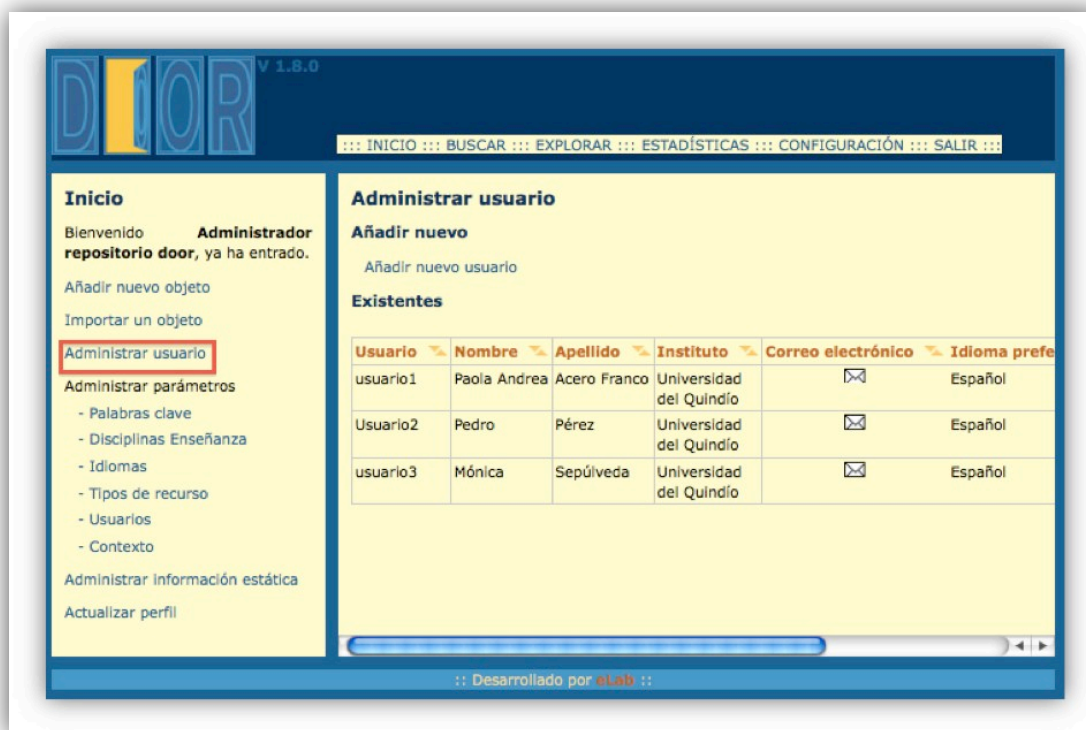 DOOR V 1.8.0
::: INICIO ::: BUSCAR ::: EXPLORAR ::: ESTADÍSTICAS ::: CONFIGURACIÓN ::: SALIR :::
Inicio
Bienvenido Administrador
repositorio door, ya ha entrado.
Añadir nuevo objeto
Importar un objeto
Administrar usuario
Administrar parámetros
- Palabras clave
- Disciplinas Enseñanza
- Idiomas
- Tipos de recurso
- Usuarios
- Contexto
Administrar información estática
Actualizar perfil
Administrar usuario
Añadir nuevo
Añadir nuevo usuario
Existentes
Usuario Nombre Apellido Instituto Correo electrónico Idioma prefe
usuario1 Paola Andrea Acero Franco Universidad Español
del Quindío
Usuario2 Pedro Pérez Universidad Español
del Quindío
usuario3 Mónica Sepúlveda Universidad Español
del Quindío
:: Desarrollado por eLab ::